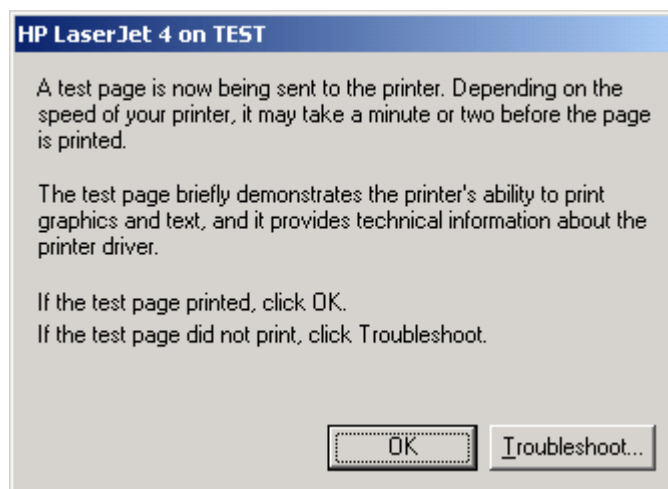 HP LaserJet 4 on TEST
A test page is now being sent to the printer. Depending on the
speed of your printer, it may take a minute or two before the page
is printed.
The test page briefly demonstrates the printer's ability to print
graphics and text, and it provides technical information about the
printer driver.
If the test page printed, click OK.
If the test page did not print, click Troubleshoot.
OK
Troubleshoot...